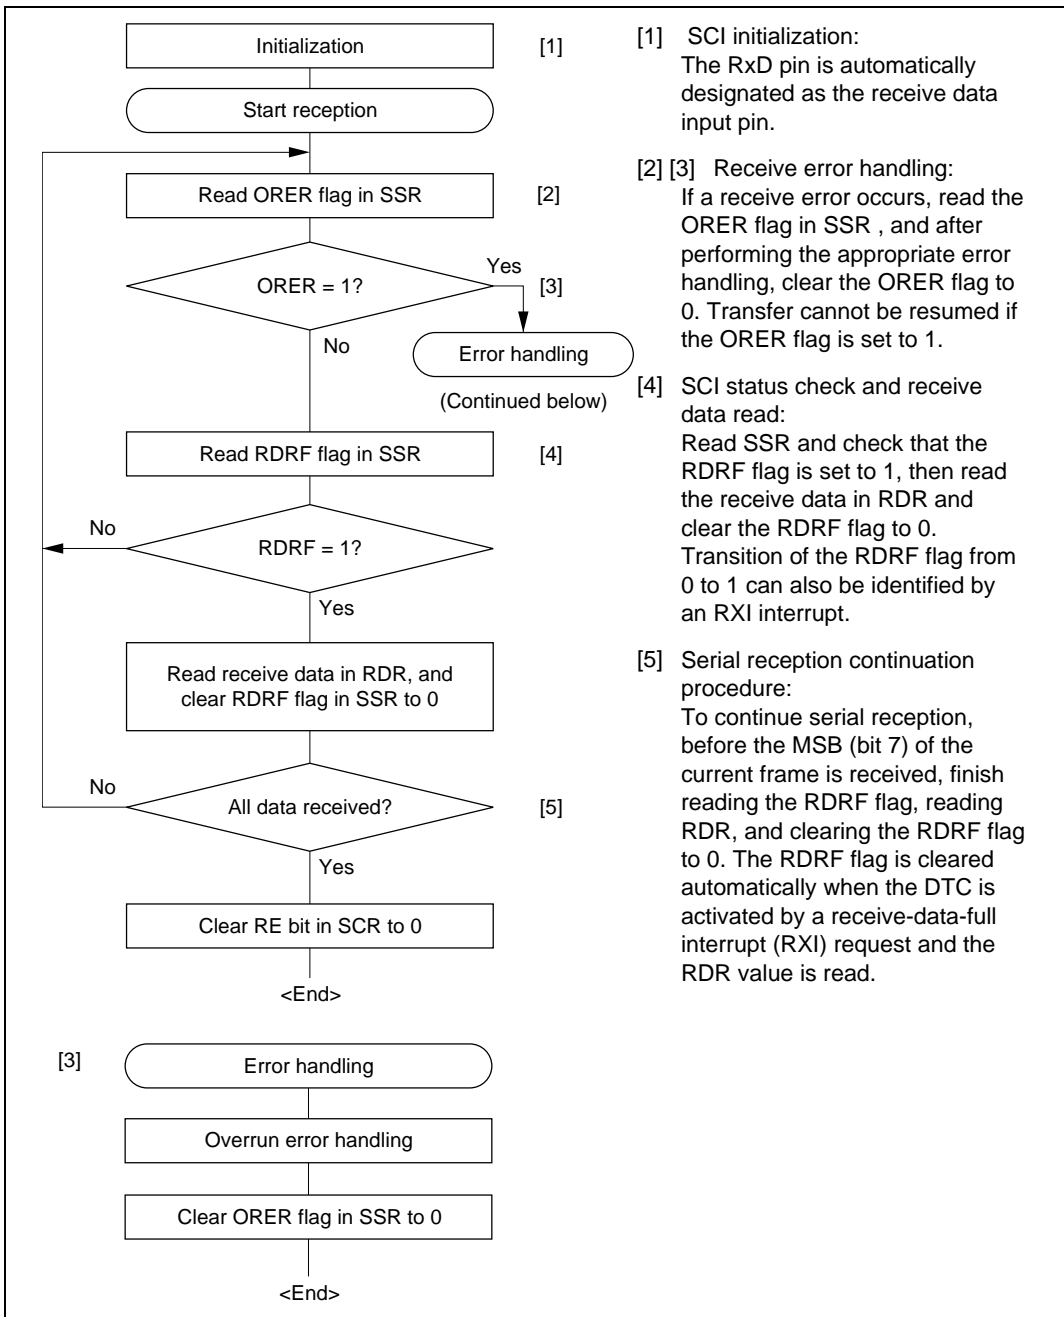 Initialization
[1]
Start reception
Read ORER flag in SSR
[2]
ORER = 1?
Yes
[3]
No
Error handling
(Continued below)
Read RDRF flag in SSR
[4]
No
RDRF = 1?
Yes
Read receive data in RDR, and
clear RDRF flag in SSR to 0
No
All data received?
[5]
Yes
Clear RE bit in SCR to 0
<End>
[3]
Error handling
Overrun error handling
Clear ORER flag in SSR to 0
<End>
[1] SCI initialization:
The RxD pin is automatically
designated as the receive data
input pin.
[2] [3] Receive error handling:
If a receive error occurs, read the
ORER flag in SSR , and after
performing the appropriate error
handling, clear the ORER flag to
0. Transfer cannot be resumed if
the ORER flag is set to 1.
[4] SCI status check and receive
data read:
Read SSR and check that the
RDRF flag is set to 1, then read
the receive data in RDR and
clear the RDRF flag to 0.
Transition of the RDRF flag from
0 to 1 can also be identified by
an RXI interrupt.
[5] Serial reception continuation
procedure:
To continue serial reception,
before the MSB (bit 7) of the
current frame is received, finish
reading the RDRF flag, reading
RDR, and clearing the RDRF flag
to 0. The RDRF flag is cleared
automatically when the DTC is
activated by a receive-data-full
interrupt (RXI) request and the
RDR value is read.